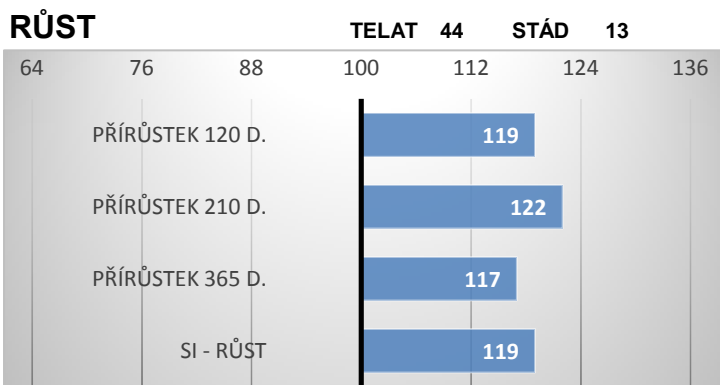 RŮST TELAT 44 STÁD 13
64 76 88 100 112 124 136
PŘÍRŮSTEK 120 D. 119
PŘÍRŮSTEK 210 D. 122
PŘÍRŮSTEK 365 D. 117
SI - RŮST 119